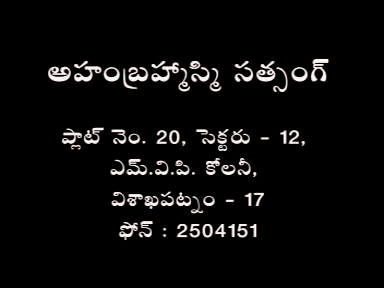 అహంబ్రహ్మాస్మి సత్సంగ్
ప్లాట్ నెం. 20, సెక్టరు - 12,
ఎమ్.వి.పి. కోలనీ,
విశాఖపట్నం - 17
ఫోన్ : 2504151